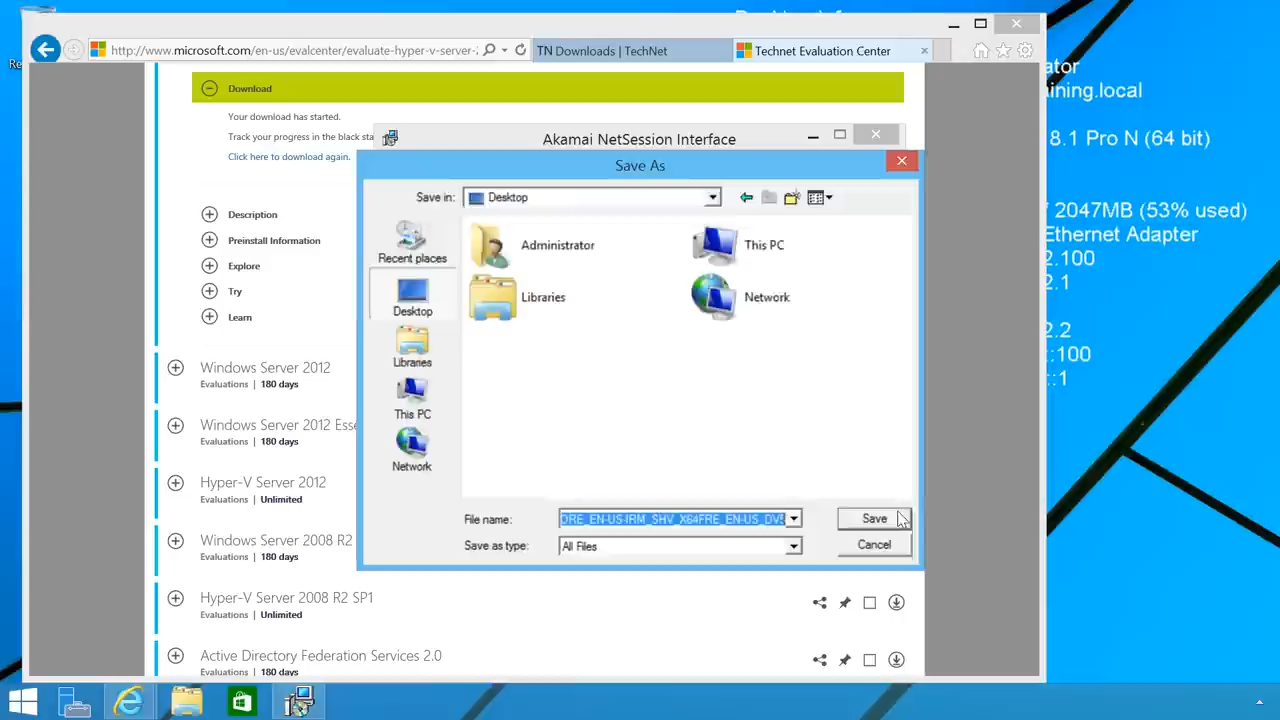 http://www.microsoft.com/en-us/evalcenter/evaluate-hyper-v-server-2
TN Downloads | TechNet
Technet Evaluation Center
Download
Your download has started.
Track your progress in the black sta
Click here to download again.
Akamai NetSession Interface
Save As
Save in:
Desktop
Recent places
Desktop
Libraries
This PC
Network
Administrator
This PC
Libraries
Network
File name:
ORE_EN-US-IRM_SHV_X64FRE_EN-US_DV5
Save
Save as type:
All Files
Cancel
Description
Preinstall Information
Explore
Try
Learn
Windows Server 2012
Evaluations | 180 days
Windows Server 2012 Esse
Evaluations | 180 days
Hyper-V Server 2012
Evaluations | Unlimited
Windows Server 2008 R2
Evaluations | 180 days
Hyper-V Server 2008 R2 SP1
Evaluations | Unlimited
Active Directory Federation Services 2.0
Evaluations | 180 days
ator
ining.local
8.1 Pro N (64 bit)
2047MB (53% used)
Ethernet Adapter
2.100
2.1
2.2
::100
::1